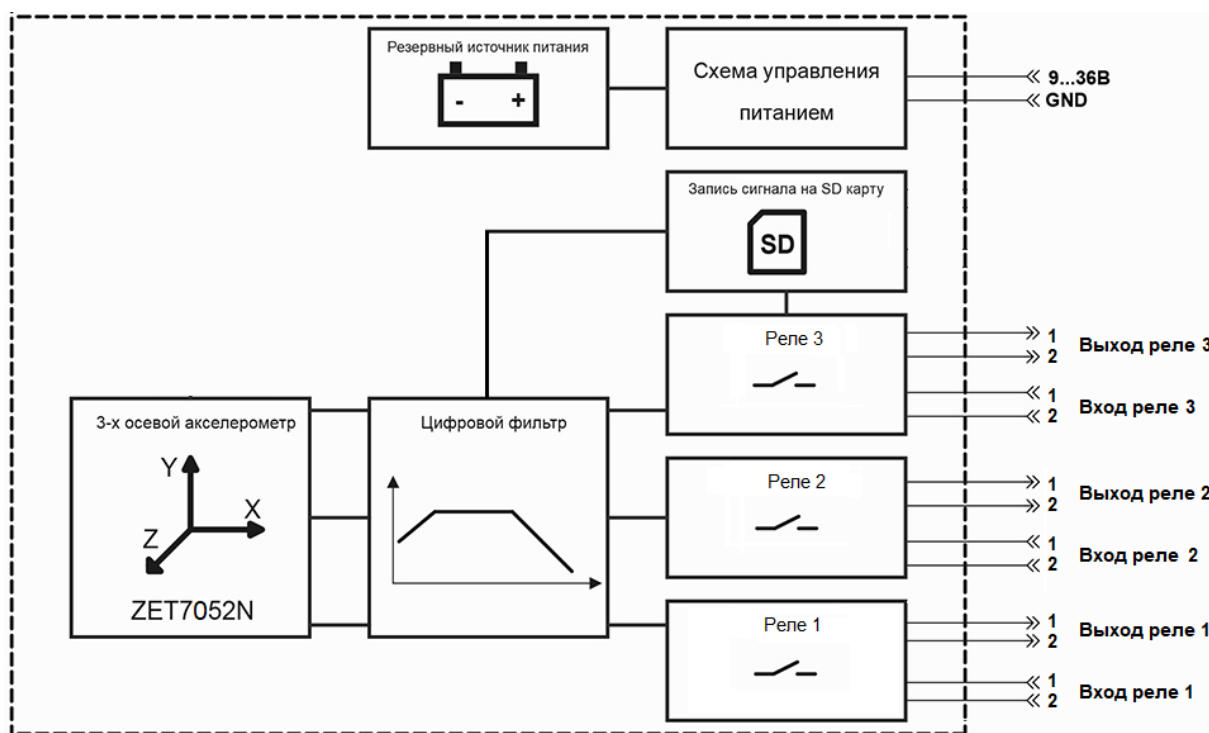 Резервный источник питания
- +
Схема управления
питанием
9...36В
GND
Запись сигнала на SD карту
SD
Реле 3
1
2
Выход реле 3
1
2
Вход реле 3
3-х осевой акселерометр
Y
X
Z
ZET7052N
Цифровой фильтр
Реле 2
1
2
Выход реле 2
1
2
Вход реле 2
Реле 1
1
2
Выход реле 1
1
2
Вход реле 1